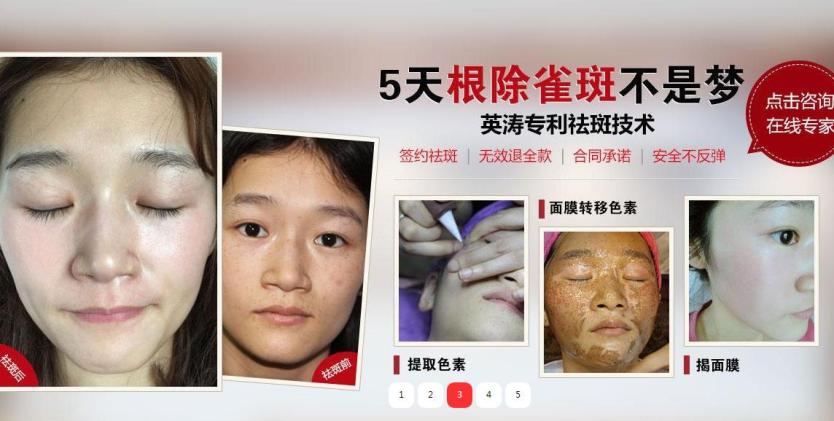 5天根除雀斑不是梦
英涛专利祛斑技术
签约祛斑 | 无效退全款 | 合同承诺 | 安全不反弹
点击咨询
在线专家
面膜转移色素
提取色素
揭面膜
祛斑后
祛斑前
1 2 3 4 5